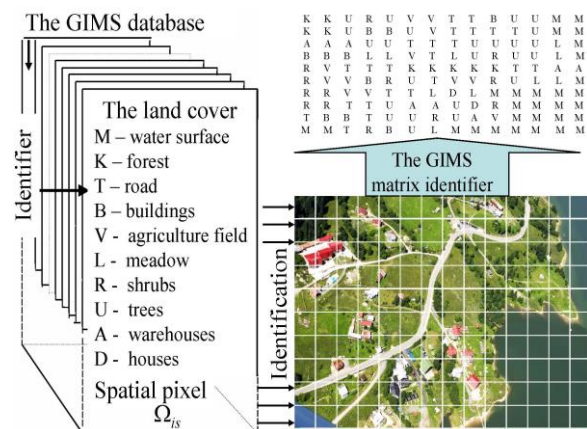 The GIMS database
Identifier
The land cover
M – water surface
K – forest
T – road
B – buildings
V - agriculture field
L - meadow
R - shrubs
U - trees
A - warehouses
D - houses
Spatial pixel
Ωis
Identification
K K U R U V V T T B U U M M
K K U B B U V T T T T U M M
A A A U U T T T U U U U L M
B B B L L V T L U R U U L M
R V T T T K K K K K K T A A
R V V B R U T V V R U L L M
R R V V T T L D L M M M M M
R R T T U A A U D R M M M M
T B B T U U R U A V M M M M
M M T R B U L M M M M M M M
The GIMS
matrix identifier